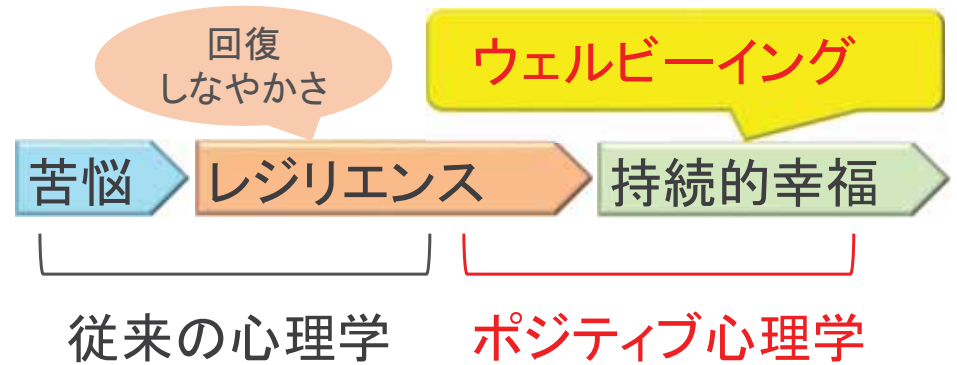 回復
しなやかさ
ウェルビーイング
苦悩
レジリエンス
持続的幸福
従来の心理学
ポジティブ心理学